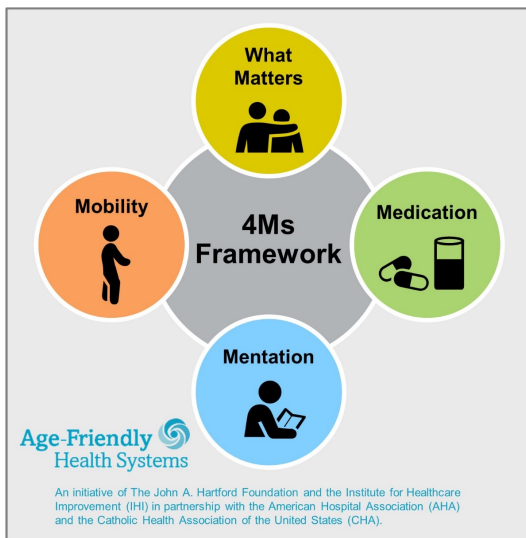 What
Matters
Mobility
4Ms
Framework
Medication
Mentation
Age-Friendly
Health Systems
An initiative of The John A. Hartford Foundation and the Institute for Healthcare
Improvement (IHI) in partnership with the American Hospital Association (AHA)
and the Catholic Health Association of the United States (CHA).